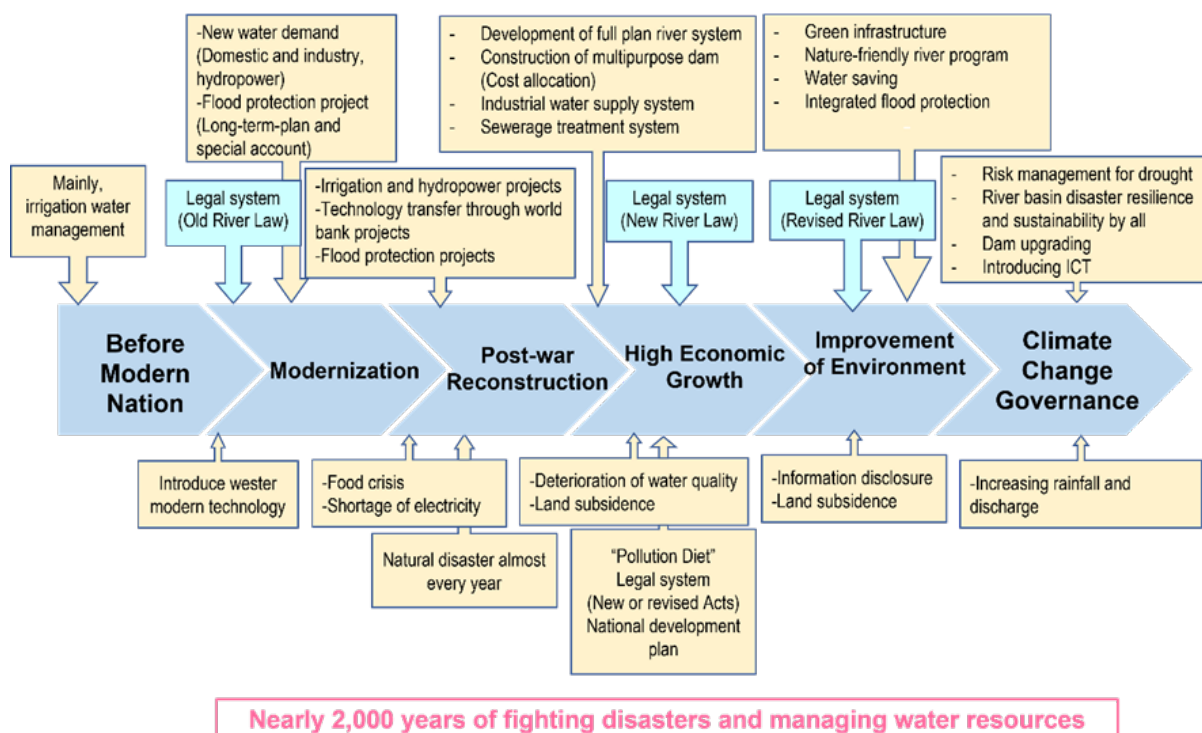 -New water demand
(Domestic and industry,
hydropower)
-Flood protection project
(Long-term-plan and
special account)
- Development of full plan river system
- Construction of multipurpose dam
(Cost allocation)
- Industrial water supply system
- Sewerage treatment system
- Green infrastructure
- Nature-friendly river program
- Water saving
- Integrated flood protection
Mainly,
irrigation water
management
Legal system
(Old River Law)
-Irrigation and hydropower projects
-Technology transfer through world
bank projects
-Flood protection projects
Legal system
(New River Law)
Legal system
(Revised River Law)
- Risk management for drought
- River basin disaster resilience
and sustainability by all
- Dam upgrading
- Introducing ICT
Before
Modern
Nation
Modernization
Post-war
Reconstruction
High Economic
Growth
Improvement
of Environment
Climate
Change
Governance
Introduce wester
modern technology
-Food crisis
-Shortage of electricity
Natural disaster almost
every year
-Deterioration of water quality
-Land subsidence
“Pollution Diet”
Legal system
(New or revised Acts)
National development
plan
-Information disclosure
-Land subsidence
-Increasing rainfall and
discharge
Nearly 2,000 years of fighting disasters and managing water resources